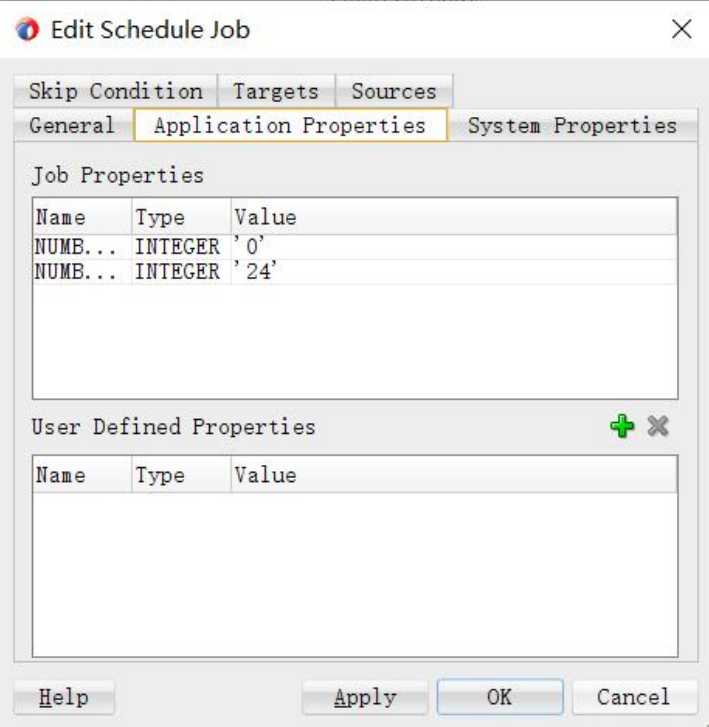 Edit Schedule Job
Skip Condition Targets Sources
General Application Properties System Properties
Job Properties
Name Type Value
NUMB... INTEGER '0'
NUMB... INTEGER '24'
User Defined Properties
Name Type Value
Help Apply OK Cancel